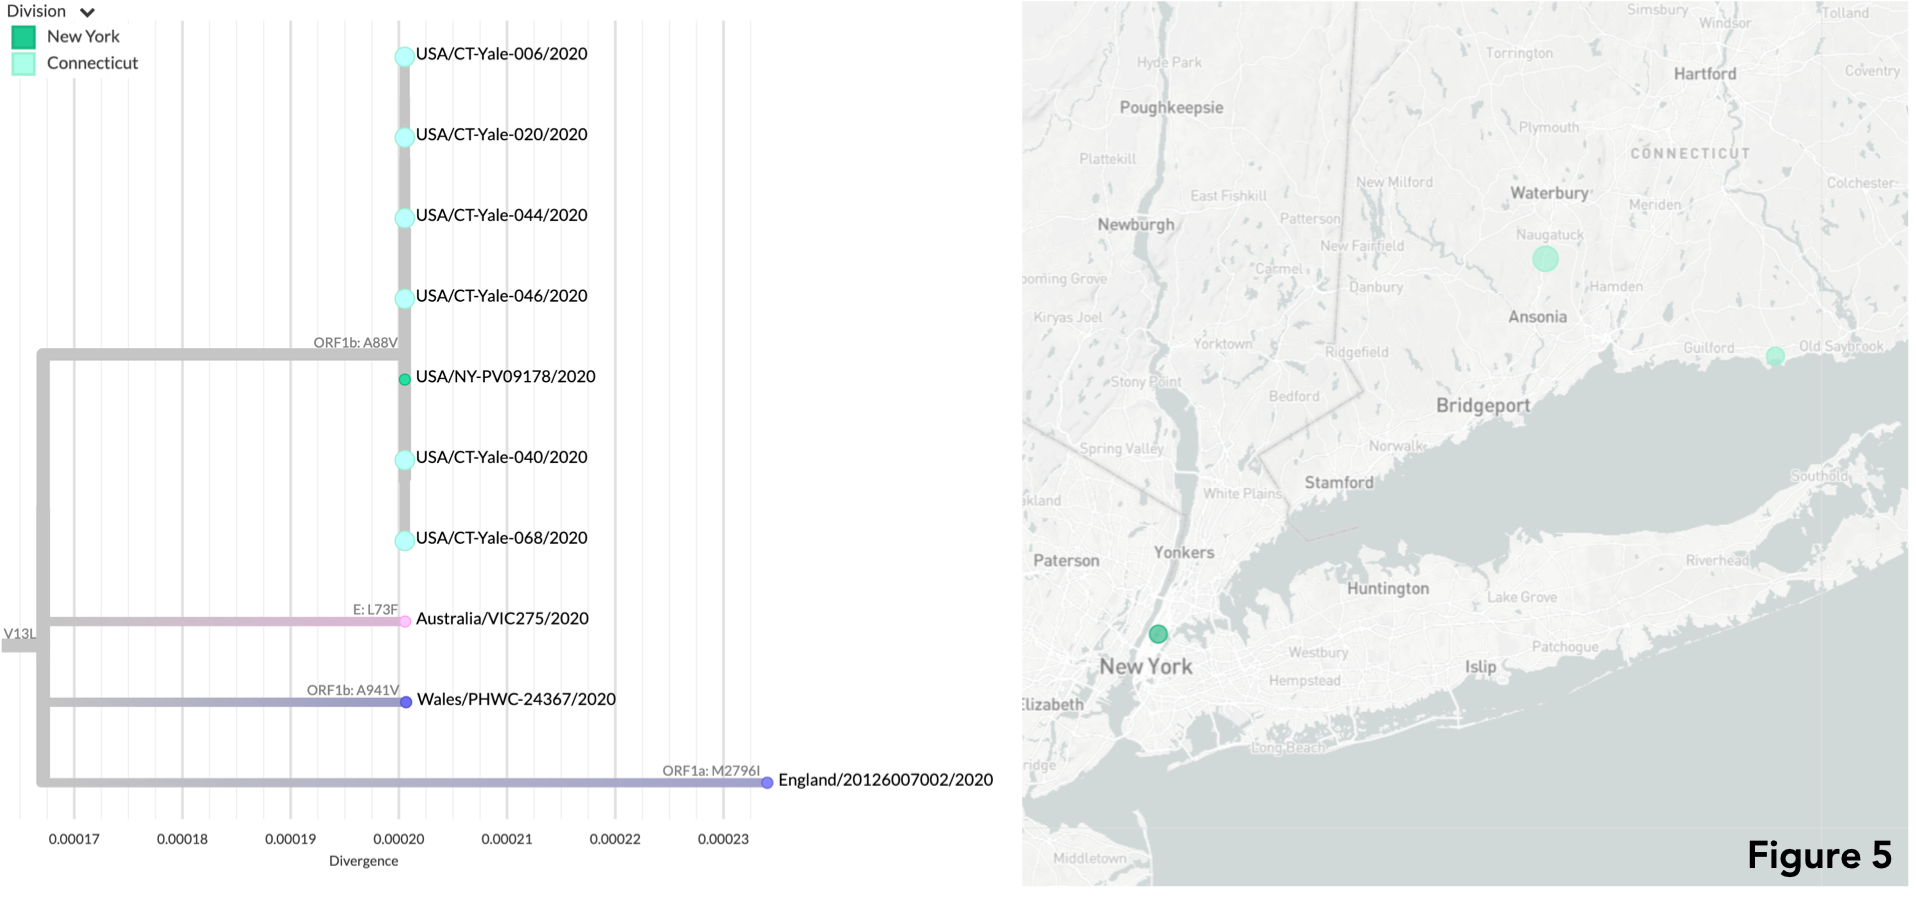 Division
New York
Connecticut
USA/CT-Yale-006/2020
USA/CT-Yale-020/2020
USA/CT-Yale-044/2020
USA/CT-Yale-046/2020
ORF1b: A88V
USA/NY-PV09178/2020
USA/CT-Yale-040/2020
USA/CT-Yale-068/2020
E: L73F
Australia/VIC275/2020
V13L
ORF1b: A941V
Wales/PHWC-24367/2020
ORF1a: M2796I
England/20126007002/2020
0.00017
0.00018
0.00019
0.00020
0.00021
0.00022
0.00023
Divergence
Simsbury
Windsor
Tolland
Torrington
Hyde Park
Hartford
Coventry
Poughkeepsie
Plymouth
CONNECTICUT
Plattekill
New Milford
Colchester
East Fishkill
Waterbury
Meriden
Newburgh
Patterson
Naugatuck
New Fairfield
ooming Grove
Carmel
Danbury
Hamden
Kiryas Joel
Ansonia
Yorktown
Ridgefield
Guilford
Old Saybrook
Stony Point
Bedford
Bridgeport
Spring Valley
Norwalk
Stamford
Southold
akland
White Plains
Paterson
Yonkers
Riverhead
Huntington
Lake Grove
New York
Westbury
Patchogue
Islip
Hempstead
Elizabeth
Long Beach
ridge
Middletown
Figure 5